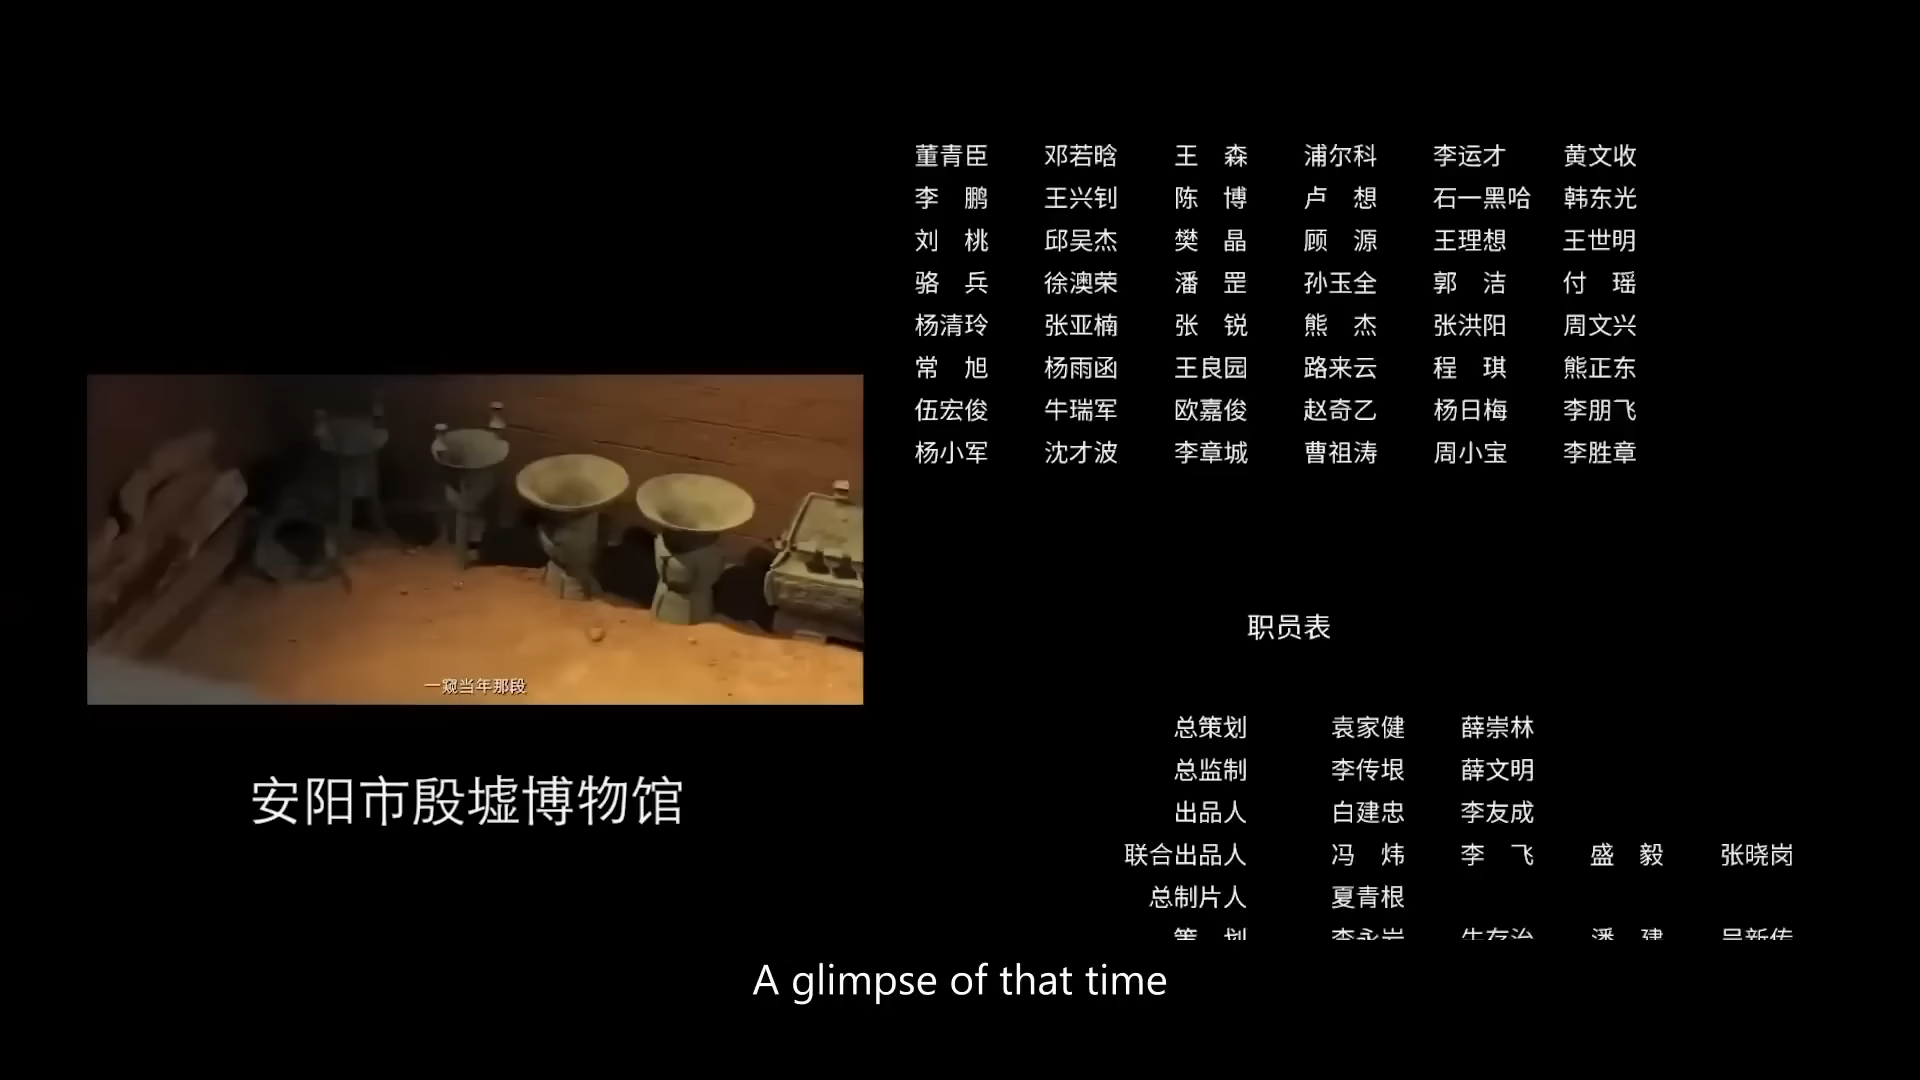 董青臣 邓若晗 王 森 浦尔科 李运才 黄文收
李 鹏 王兴钊 陈 博 卢 想 石一黑哈 韩东光
刘 桃 邱吴杰 樊 晶 顾 源 王理想 王世明
骆 兵 徐澳荣 潘 罡 孙玉全 郭 洁 付 瑶
杨清玲 张亚楠 张 锐 熊 杰 张洪阳 周文兴
常 旭 杨雨函 王良园 路来云 程 琪 熊正东
伍宏俊 牛瑞军 欧嘉俊 赵奇乙 杨日梅 李朋飞
杨小军 沈才波 李章城 曹祖涛 周小宝 李胜章
一窥当年那段
安阳市殷墟博物馆
职员表
总策划 袁家健 薛崇林
总监制 李传垠 薛文明
出品人 白建忠 李友成
联合出品人 冯 炜 李 飞 盛 毅 张晓岗
总制片人 夏青根
策 划 李永岩 牛存治 潘 建
A glimpse of that time